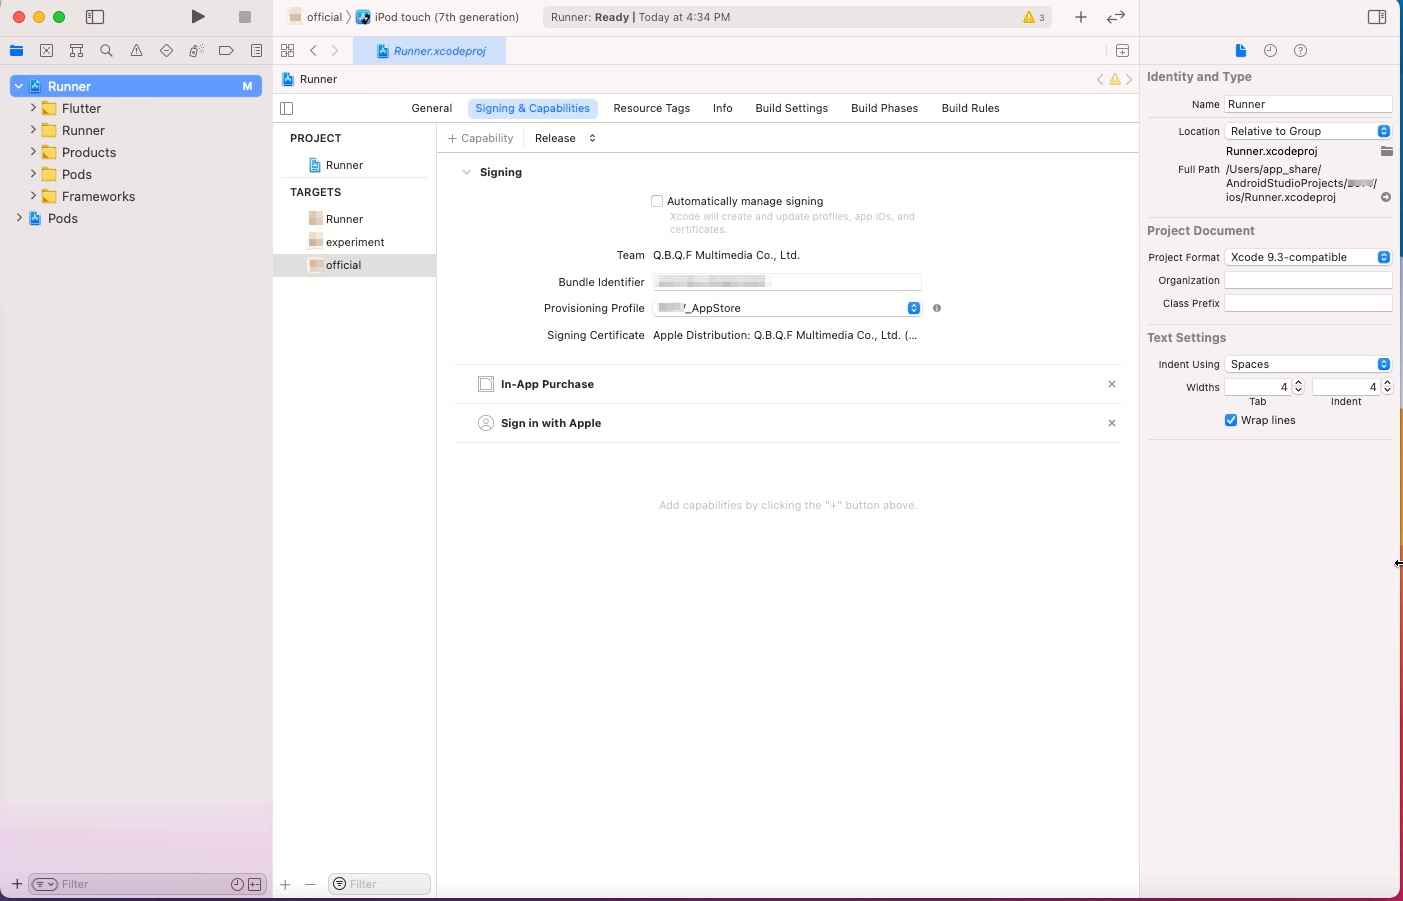 official
iPod touch (7th generation)
Runner: Ready | Today at 4:34 PM
3
Runner.xcodeproj
Runner
M
Flutter
Runner
Products
Pods
Frameworks
Pods
Filter
Runner
General
Signing & Capabilities
Resource Tags
Info
Build Settings
Build Phases
Build Rules
PROJECT
Runner
TARGETS
Runner
experiment
official
Filter
+ Capability
Release
Signing
Automatically manage signing
Xcode will create and update profiles, app IDs, and
certificates.
Team
Q.B.Q.F Multimedia Co., Ltd.
Bundle Identifier
Provisioning Profile
_AppStore
Signing Certificate
Apple Distribution: Q.B.Q.F Multimedia Co., Ltd. (...
In-App Purchase
Sign in with Apple
Add capabilities by clicking the "+" button above.
Identity and Type
Name
Runner
Location
Relative to Group
Runner.xcodeproj
Full Path
/Users/app_share/
AndroidStudioProjects/ /
ios/Runner.xcodeproj
Project Document
Project Format
Xcode 9.3-compatible
Organization
Class Prefix
Text Settings
Indent Using
Spaces
Widths
4
4
Tab
Indent
Wrap lines